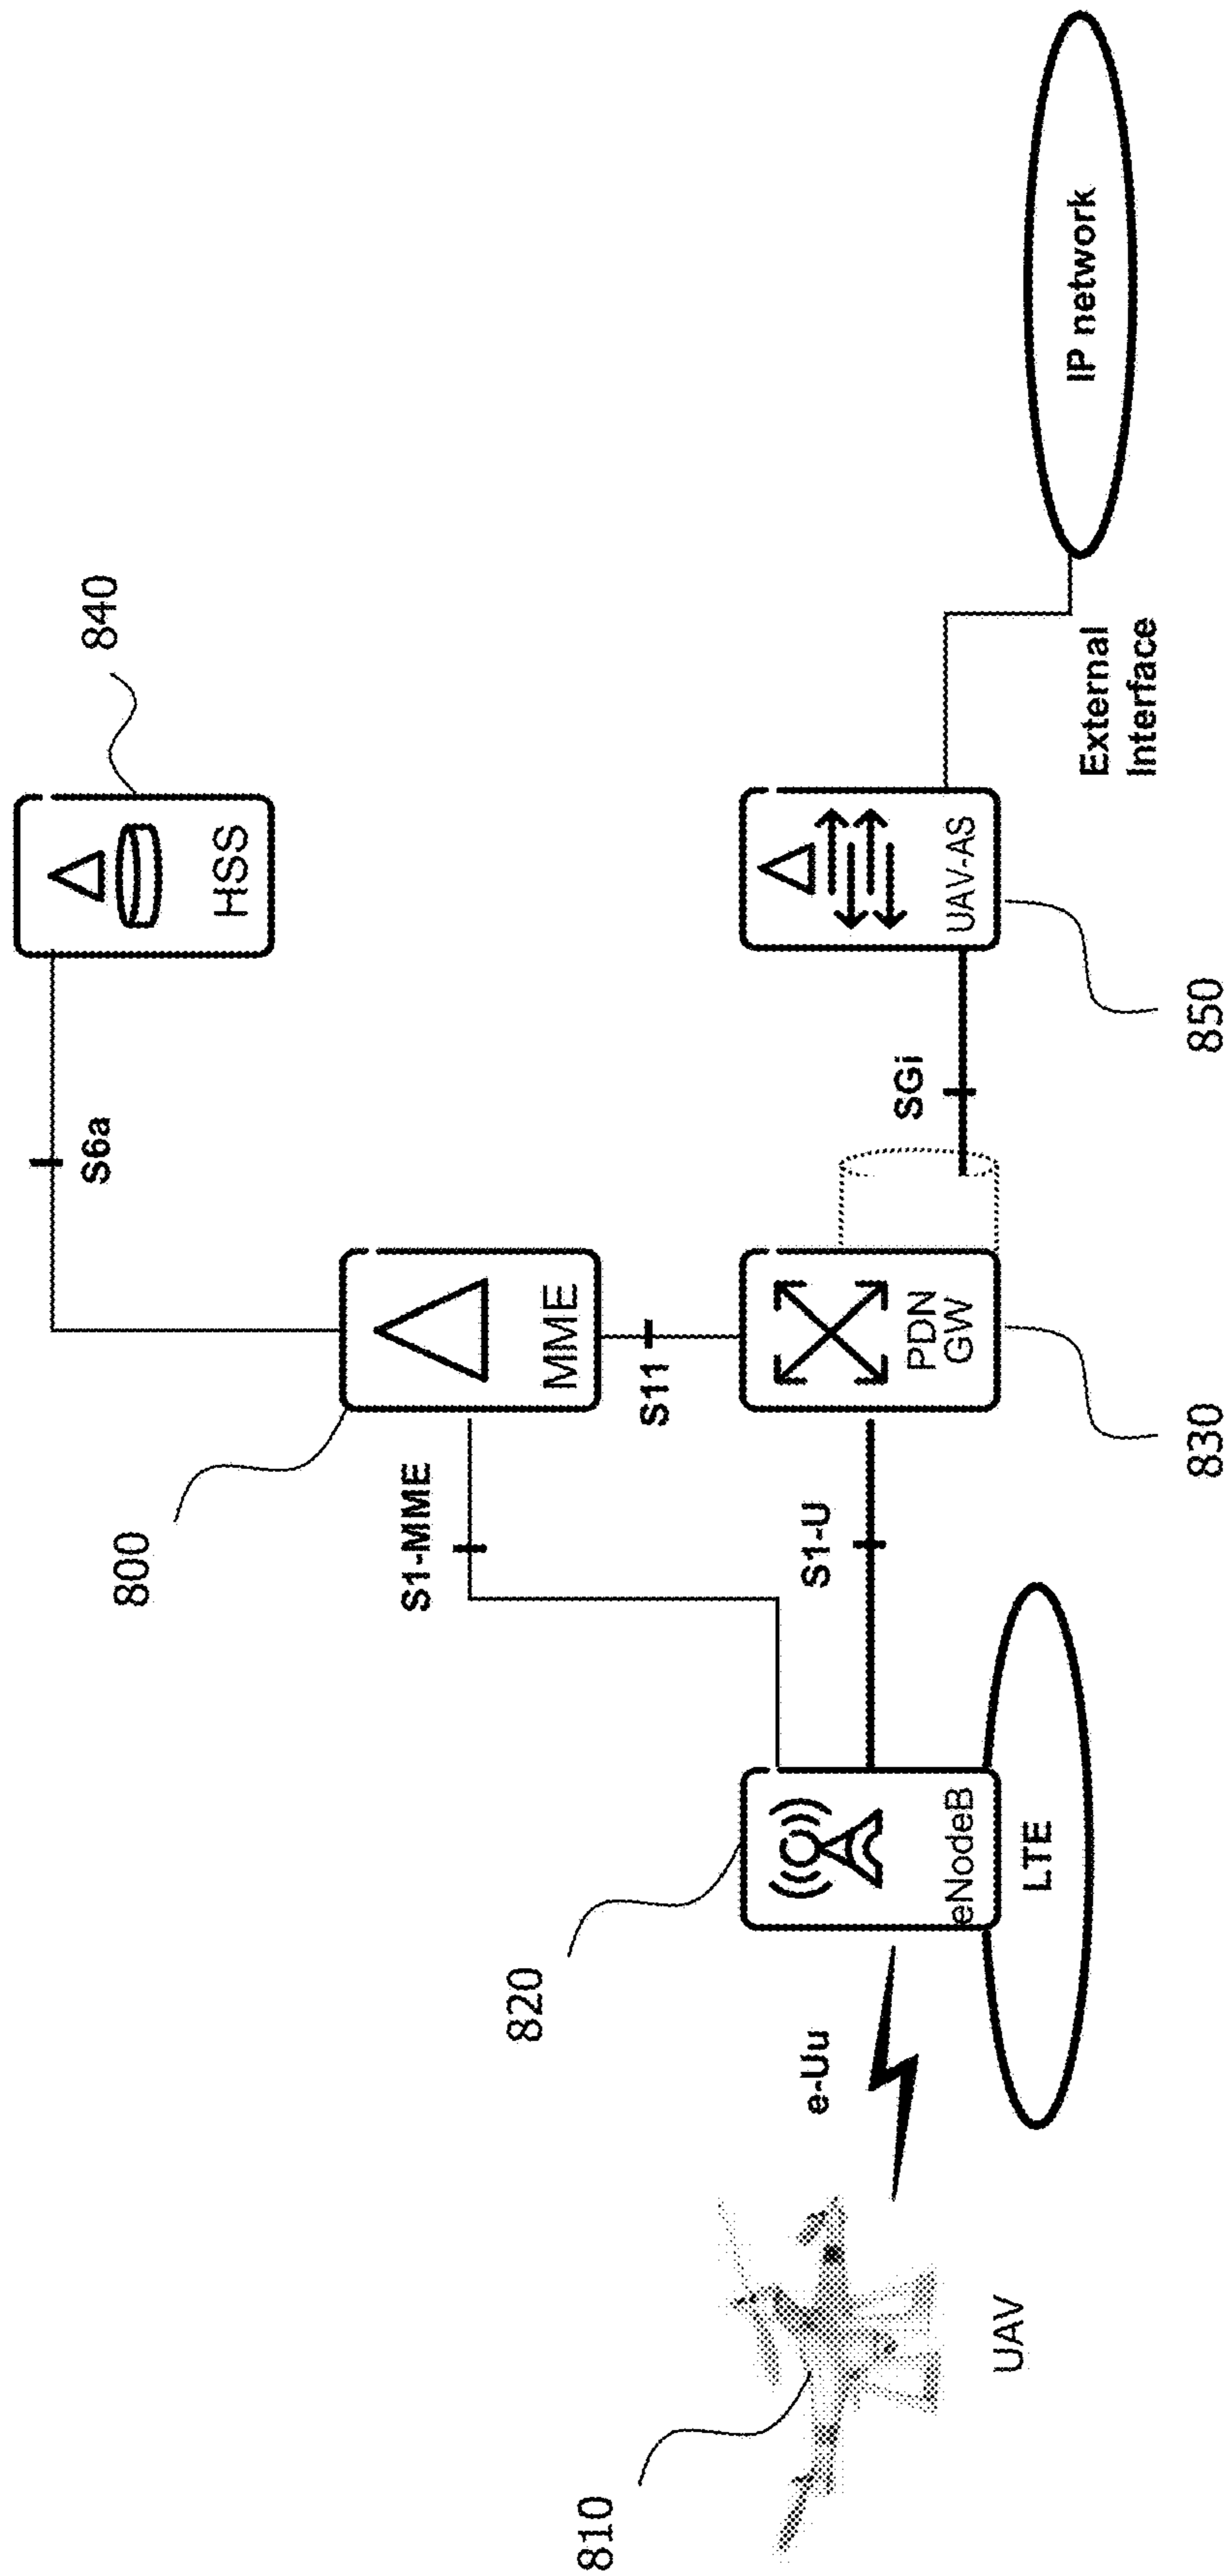 840
HSS
S6a
800
MME
S1-MME
S11
820
e-Uu
S1-U
SGi
810
UAV
eNodeB
LTE
PDN
GW
830
UAV-AS
850
External
Interface
IP network